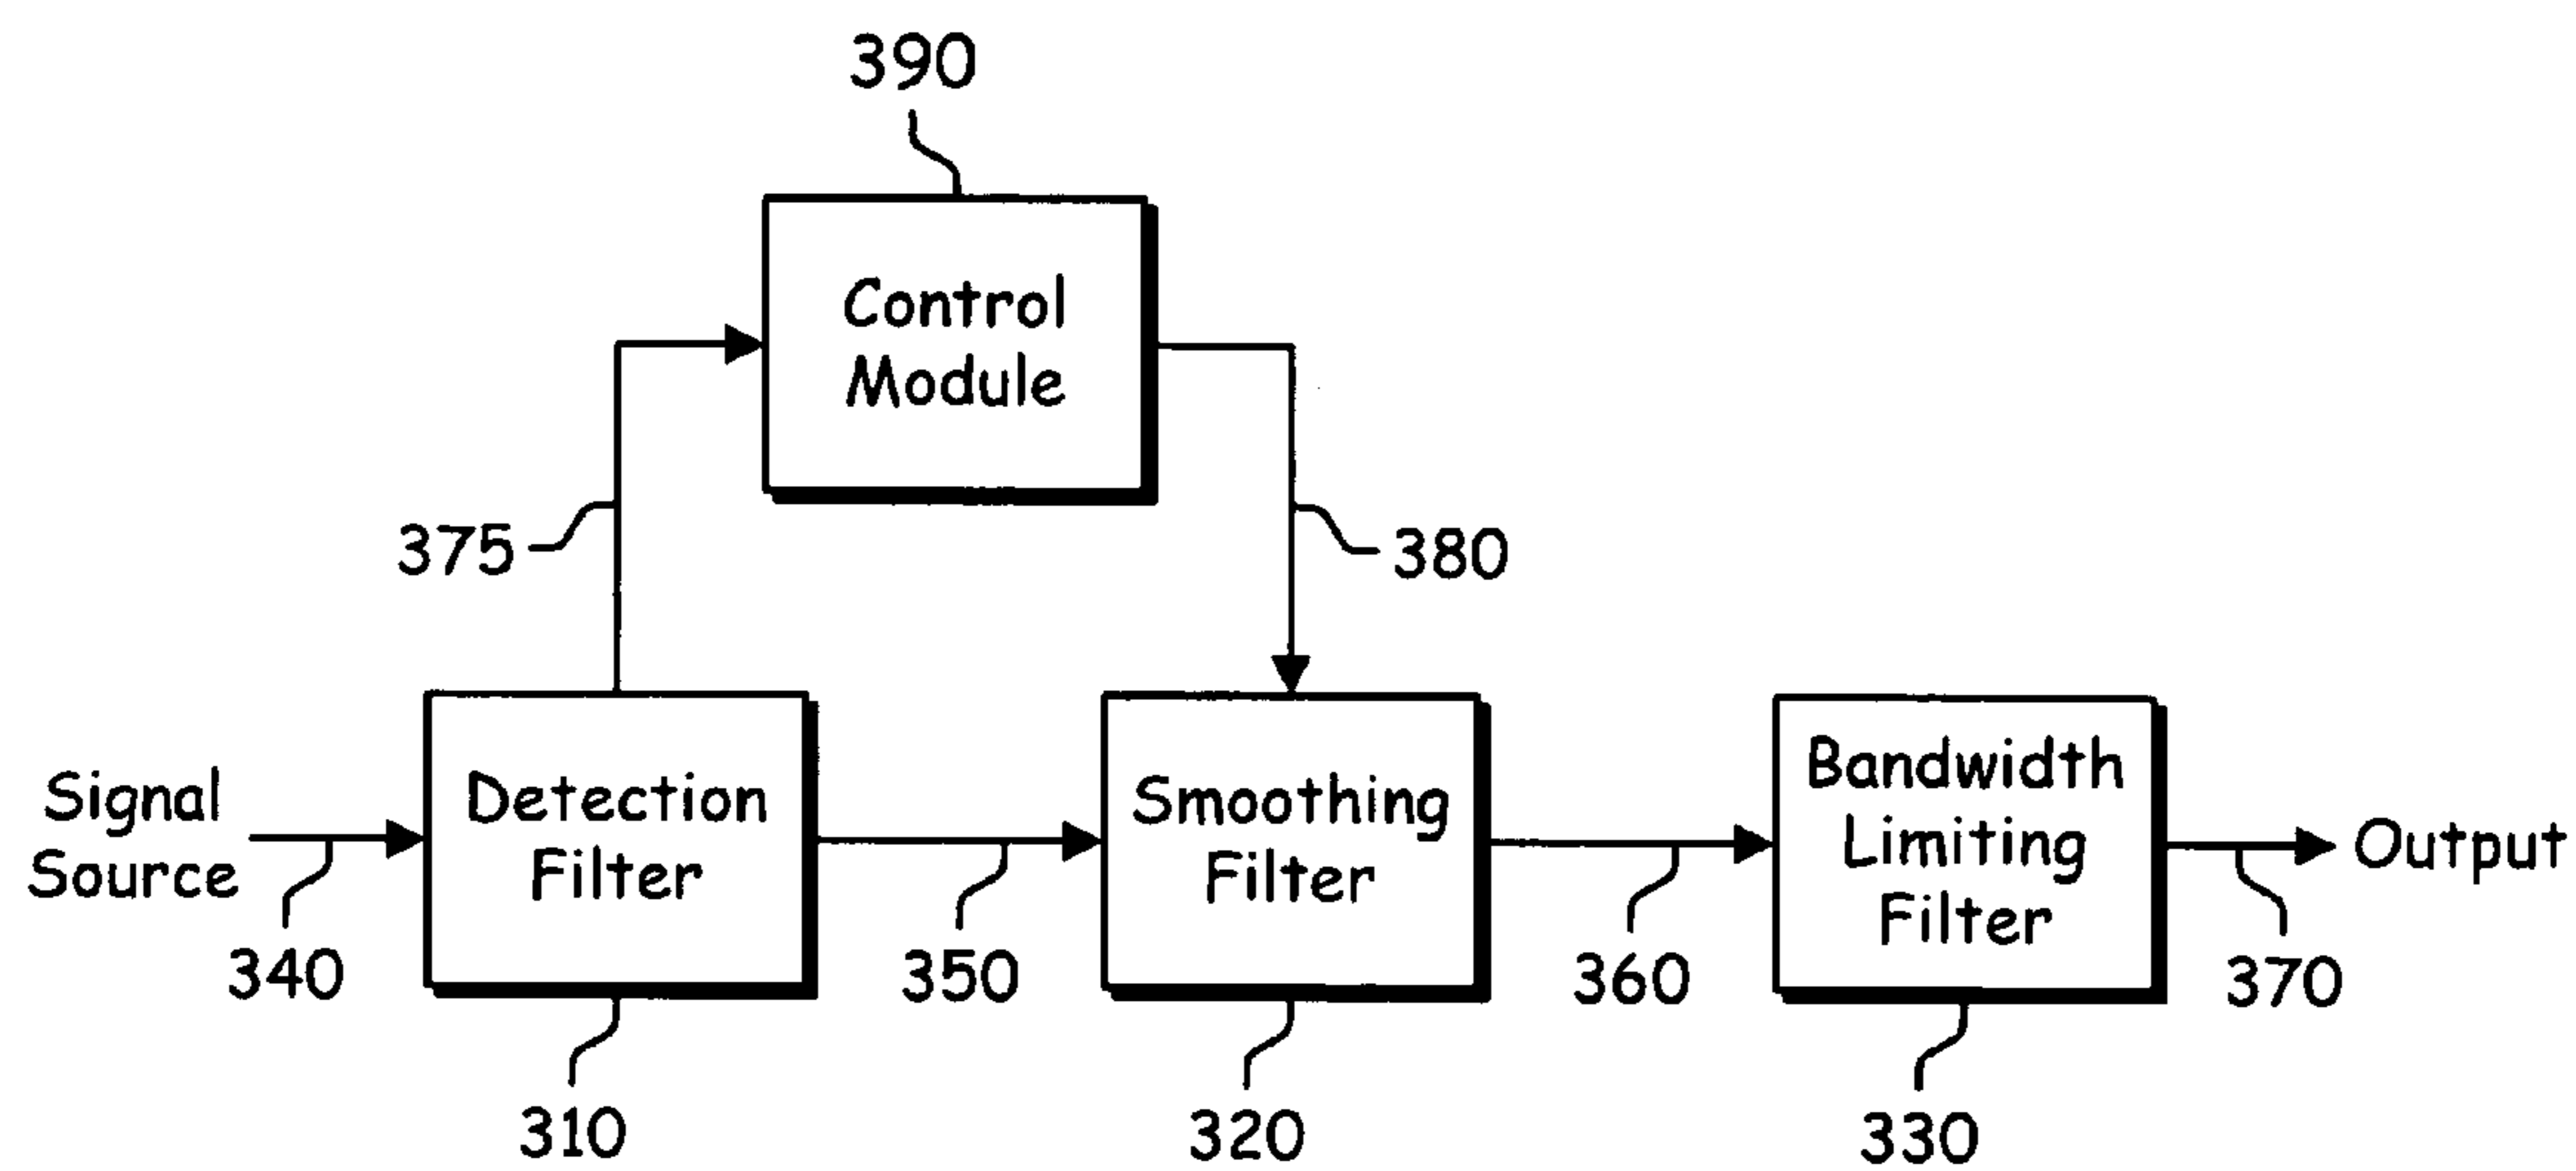 390
Control
Module
375
380
Signal
Source
Detection
Filter
Smoothing
Filter
Bandwidth
Limiting
Filter
Output
340
350
360
370
310
320
330